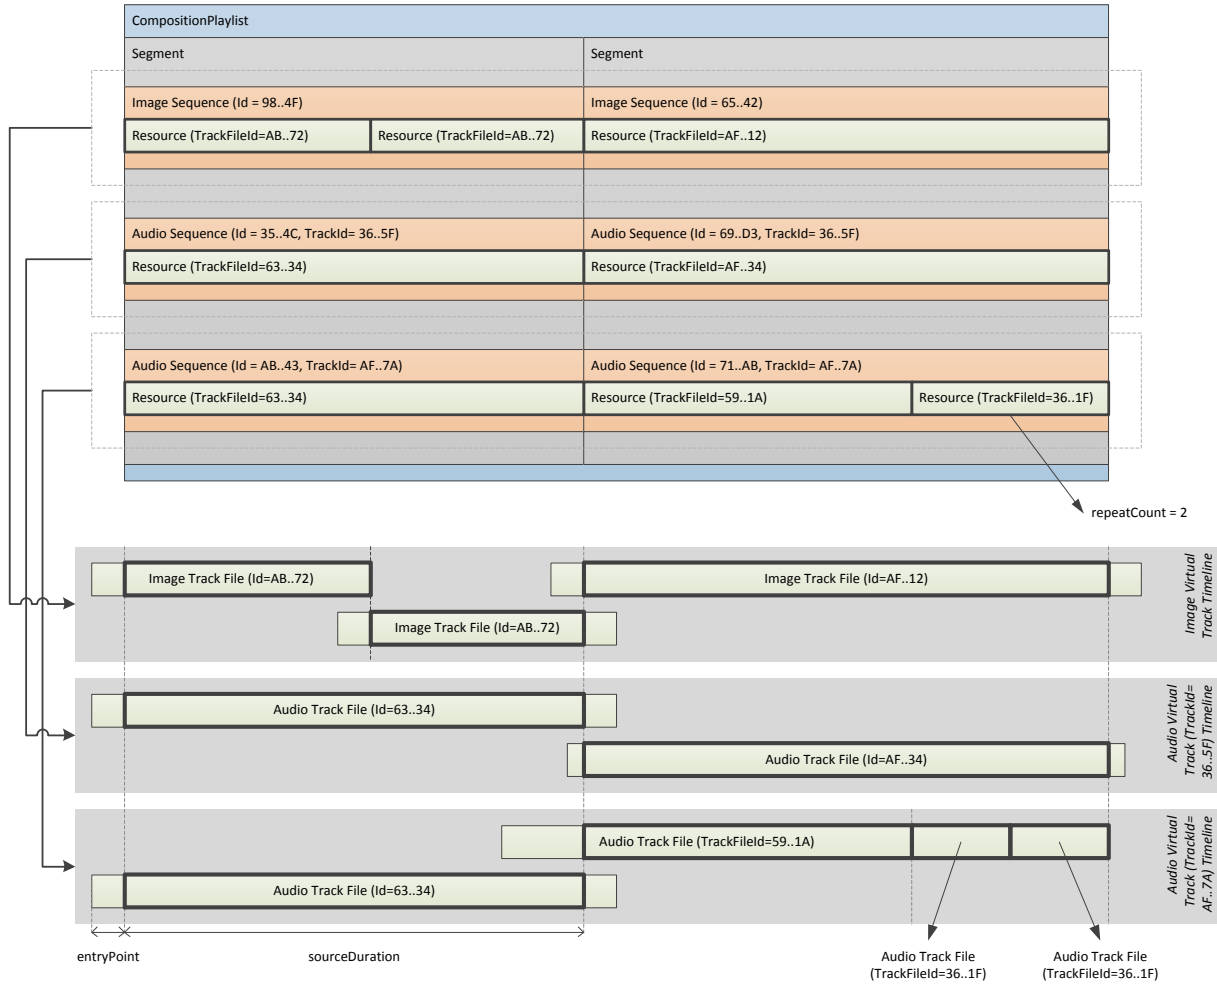 CompositionPlaylist
Segment
Segment
Image Sequence (Id = 98..4F)
Image Sequence (Id = 65..42)
Resource (TrackFileId=AB..72)
Resource (TrackFileId=AB..72)
Resource (TrackFileId=AF..12)
Audio Sequence (Id = 35..4C, TrackId= 36..5F)
Audio Sequence (Id = 69..D3, TrackId= 36..5F)
Resource (TrackFileId=63..34)
Resource (TrackFileId=AF..34)
Audio Sequence (Id = AB..43, TrackId= AF..7A)
Audio Sequence (Id = 71..AB, TrackId= AF..7A)
Resource (TrackFileId=63..34)
Resource (TrackFileId=59..1A)
Resource (TrackFileId=36..1F)
repeatCount = 2
Image Track File (Id=AB..72)
Image Track File (Id=AF..12)
Image Track File (Id=AB..72)
Image Virtual
Track Timeline
Audio Track File (Id=63..34)
Audio Track File (Id=AF..34)
Audio Virtual
Track (TrackId=
36..5F) Timeline
Audio Track File (TrackFileId=59..1A)
Audio Track File (Id=63..34)
Audio Virtual
Track (TrackId=
AF..7A) Timeline
entryPoint
sourceDuration
Audio Track File
(TrackFileId=36..1F)
Audio Track File
(TrackFileId=36..1F)